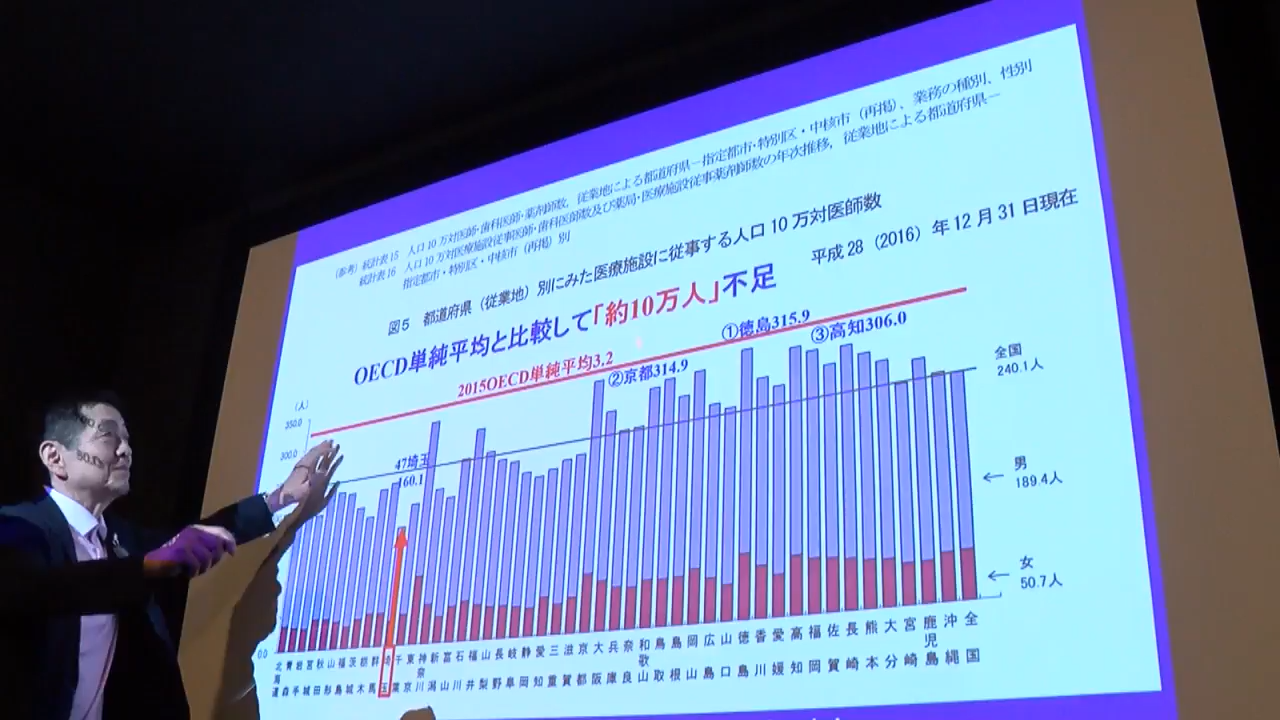 （参考）統計表15 人口10万対医師・歯科医師・薬剤師数，従業地による都道府県－指定都市・特別区・中核市（再掲）、業務の種別、性別
統計表16 人口10万対医療施設従事医師・歯科医師数及び薬局・医療施設従事薬剤師数の年次推移，従業地による都道府県－
指定都市・特別区・中核市（再掲）別
図5 都道府県（従業地）別にみた医療施設に従事する人口10万対医師数
平成28（2016）年12月31日現在
OECD単純平均と比較して「約10万人」不足
2015OECD単純平均3.2
①徳島315.9
②京都314.9
③高知306.0
47埼玉
160.1
（人）
350.0
300.0
0.0
全国
240.1人
男
189.4人
女
50.7人
北海道 青森 岩手 宮城 秋田 山形 福島 茨城 栃木 群馬 埼玉 千葉 東京 神奈川 新潟 富山 石川 福井 山梨 長野 岐阜 静岡 愛知 三重 滋賀 京都 大阪 兵庫 奈良 和歌山 鳥取 島根 岡山 広島 山口 徳島 香川 愛媛 高知 福岡 佐賀 長崎 熊本 大分 宮崎 鹿児島 沖縄 全国